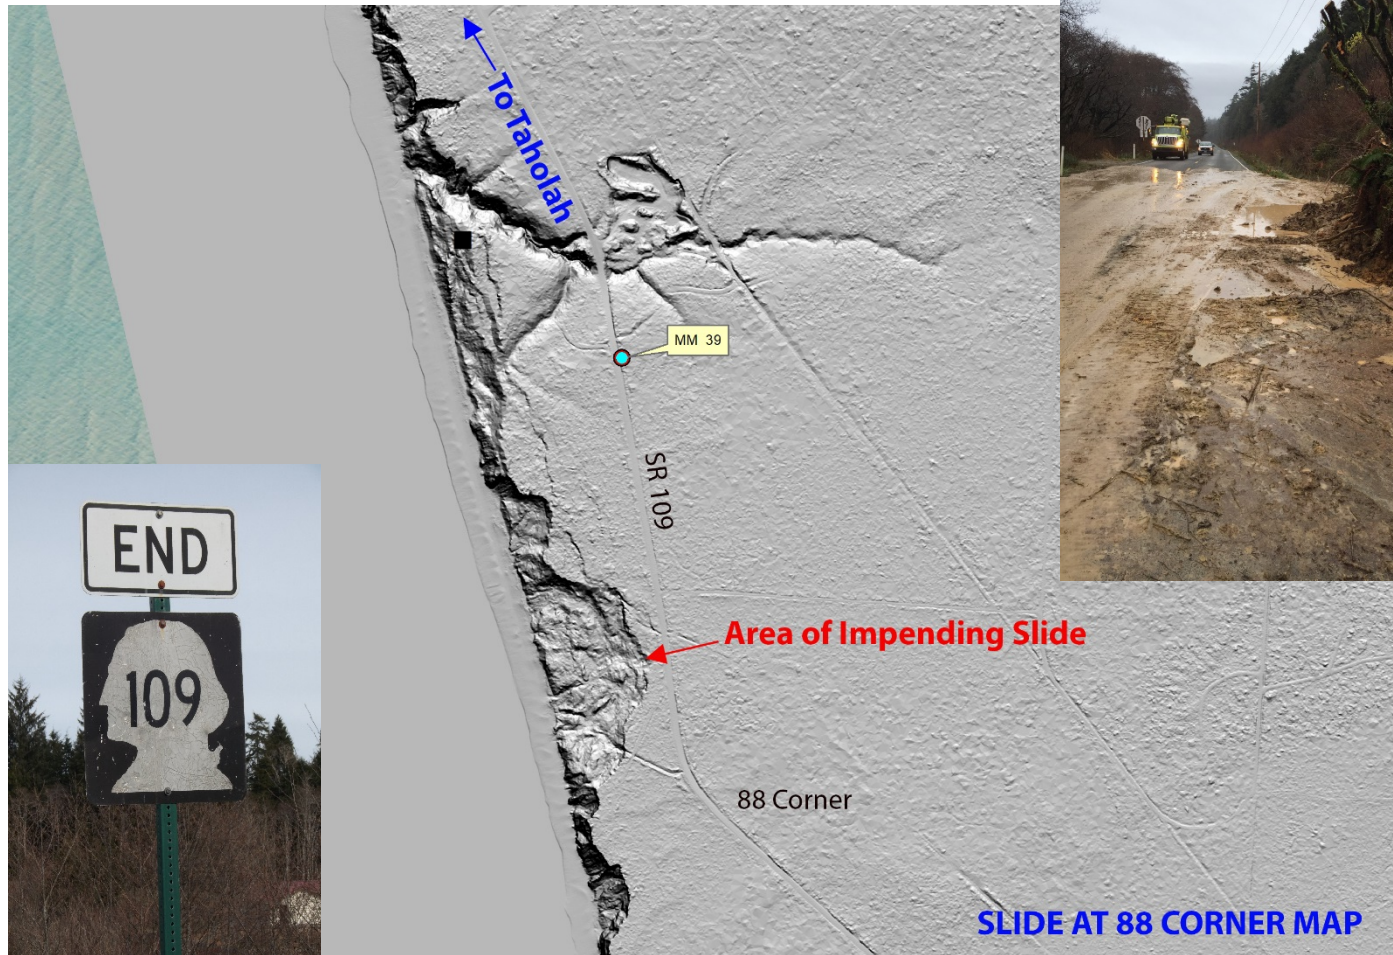 To Taholah
MM 39
SR 109
END
109
Area of Impending Slide
88 Corner
SLIDE AT 88 CORNER MAP